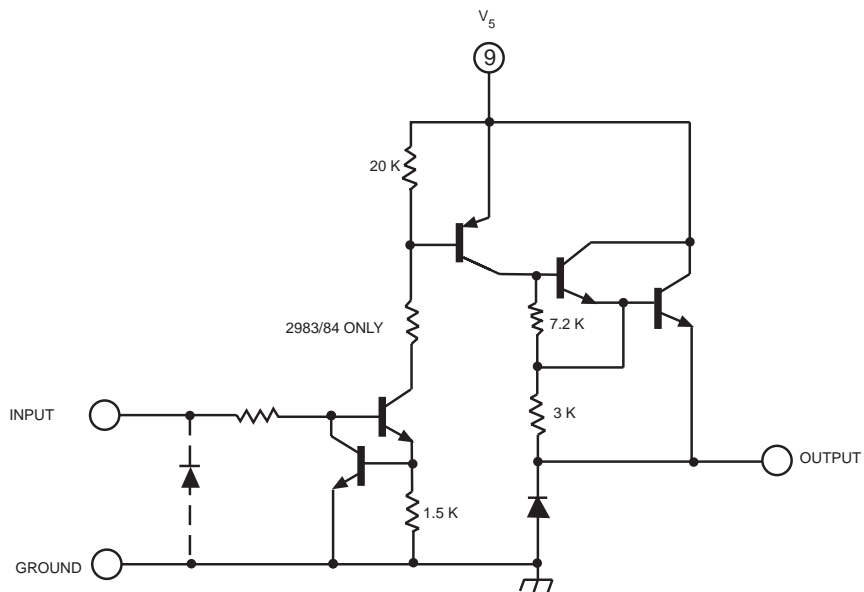 V5
9
20 K
2983/84 ONLY
7.2 K
INPUT
3 K
OUTPUT
1.5 K
GROUND